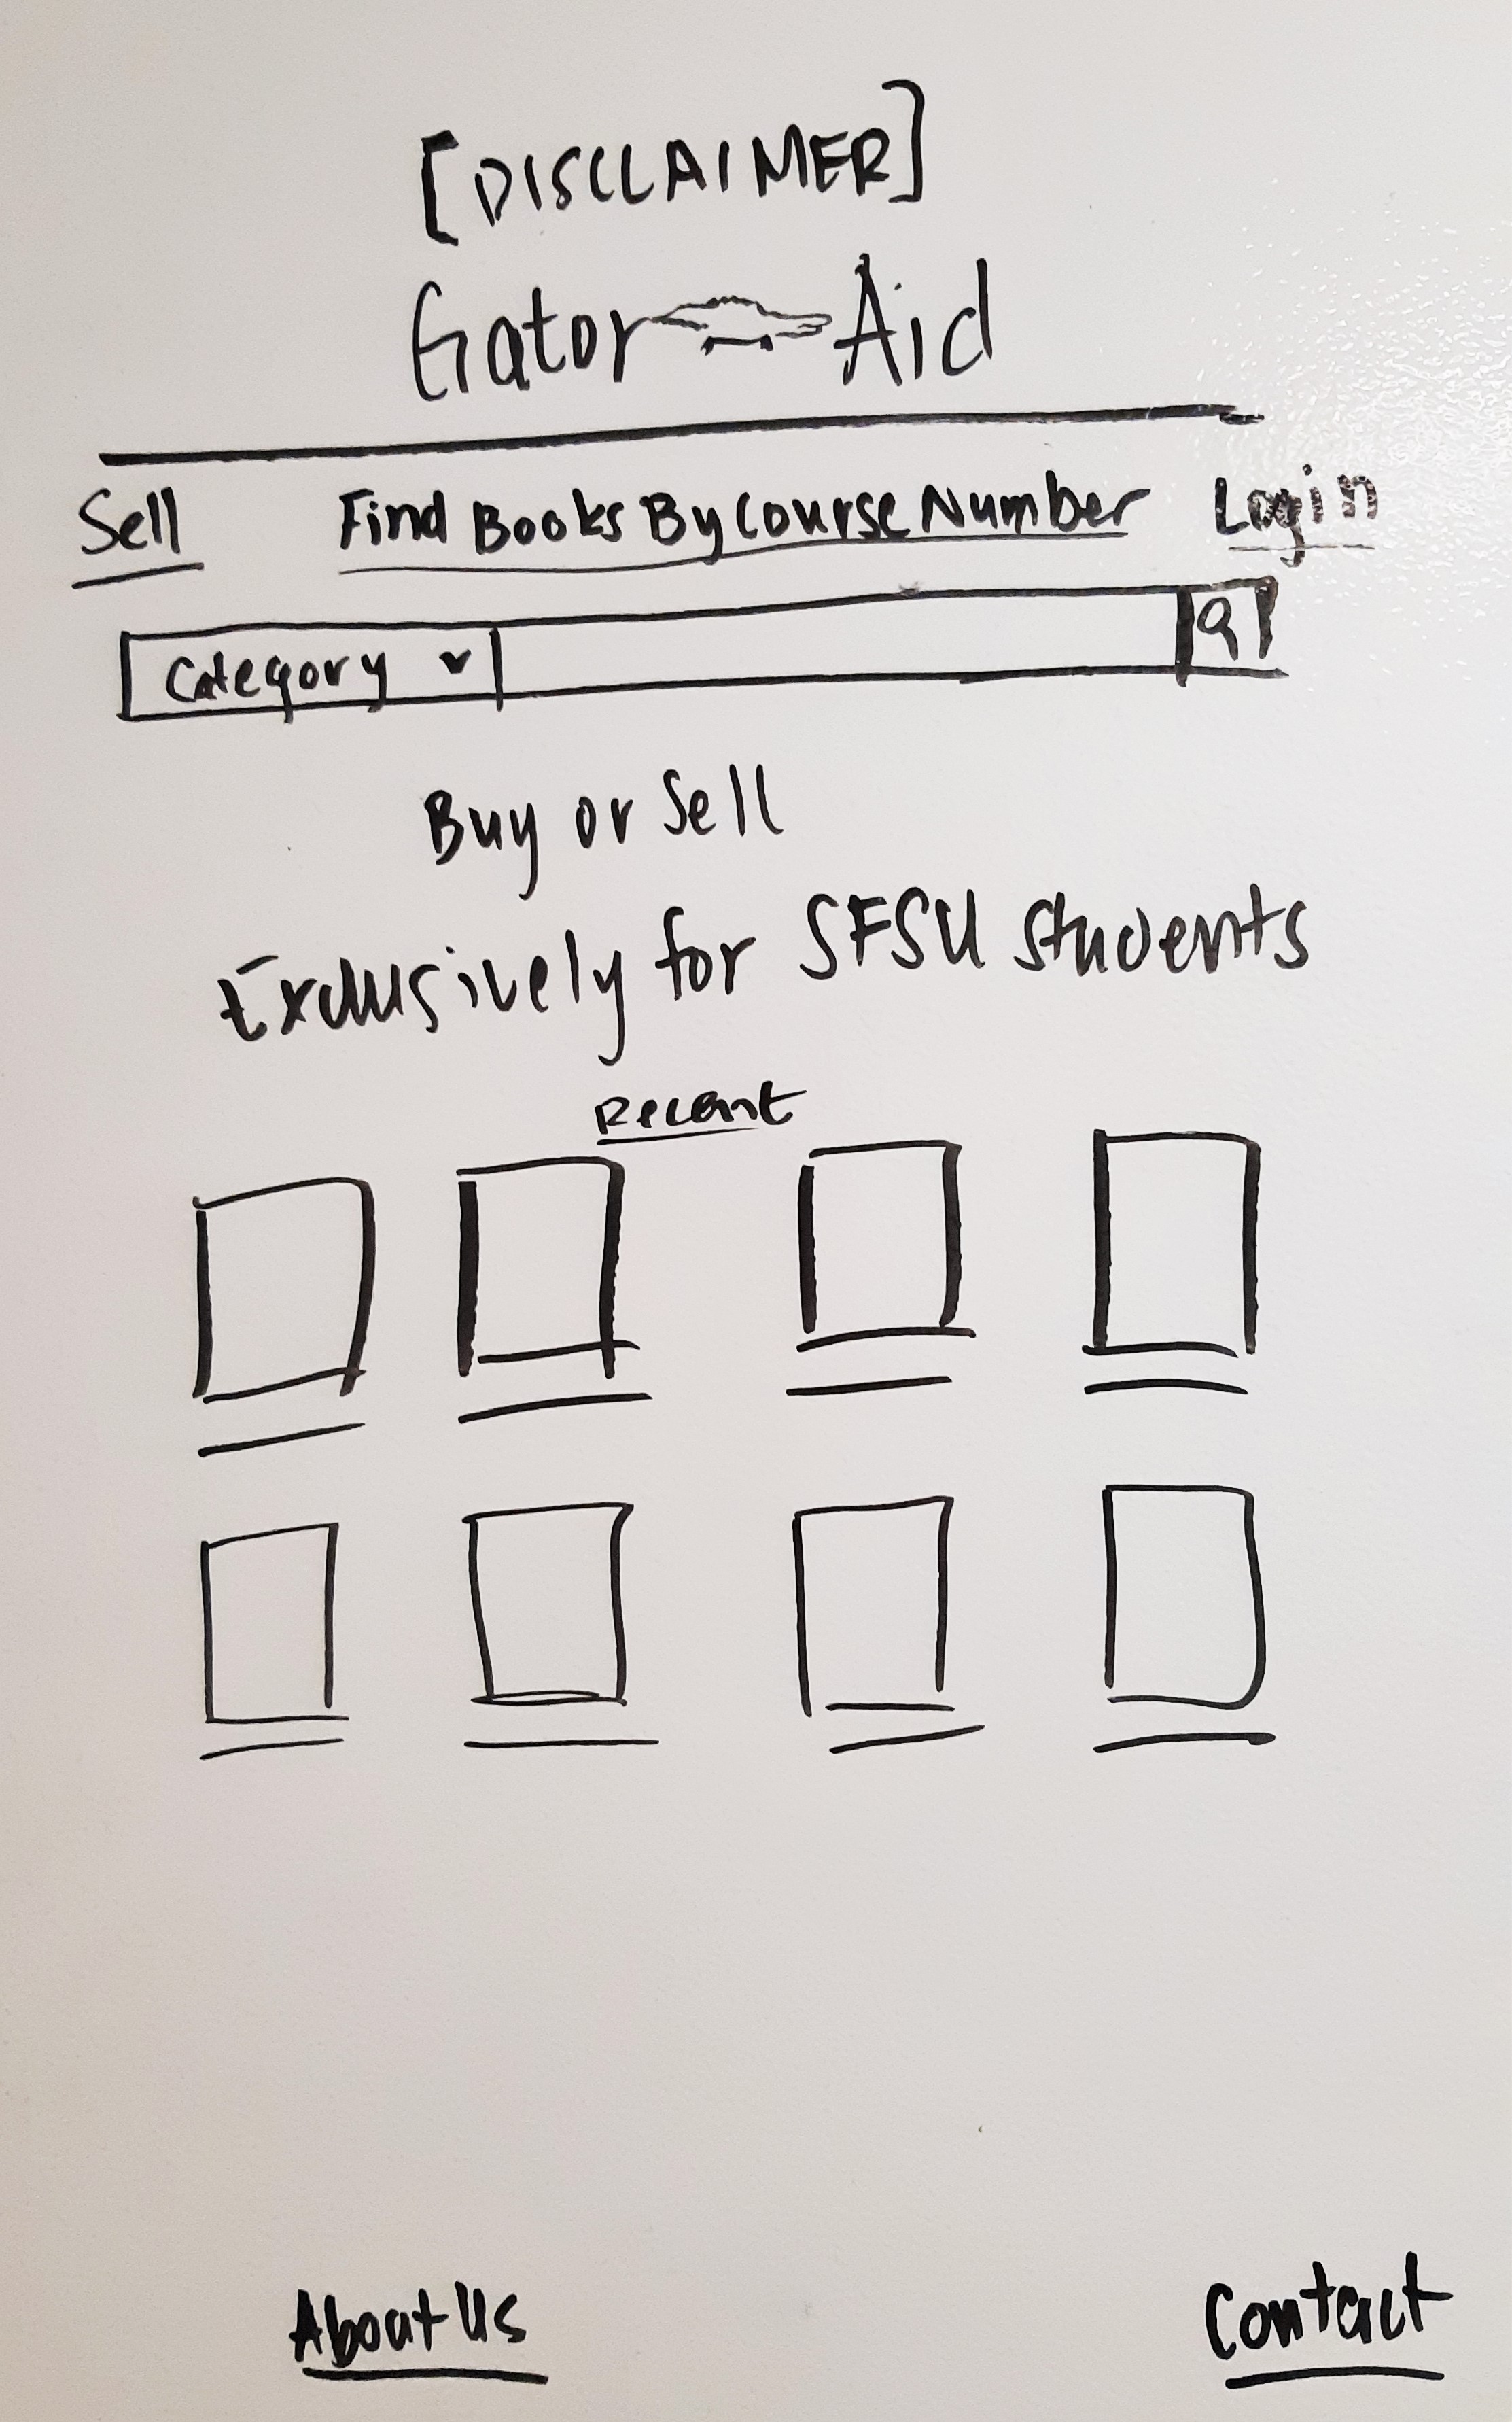 [DISCLAIMER]
Gator Aid
Sell Find Books By Course Number Login
Category
Buy or Sell
Exclusively for SFSU Students
Recent
About Us Contact